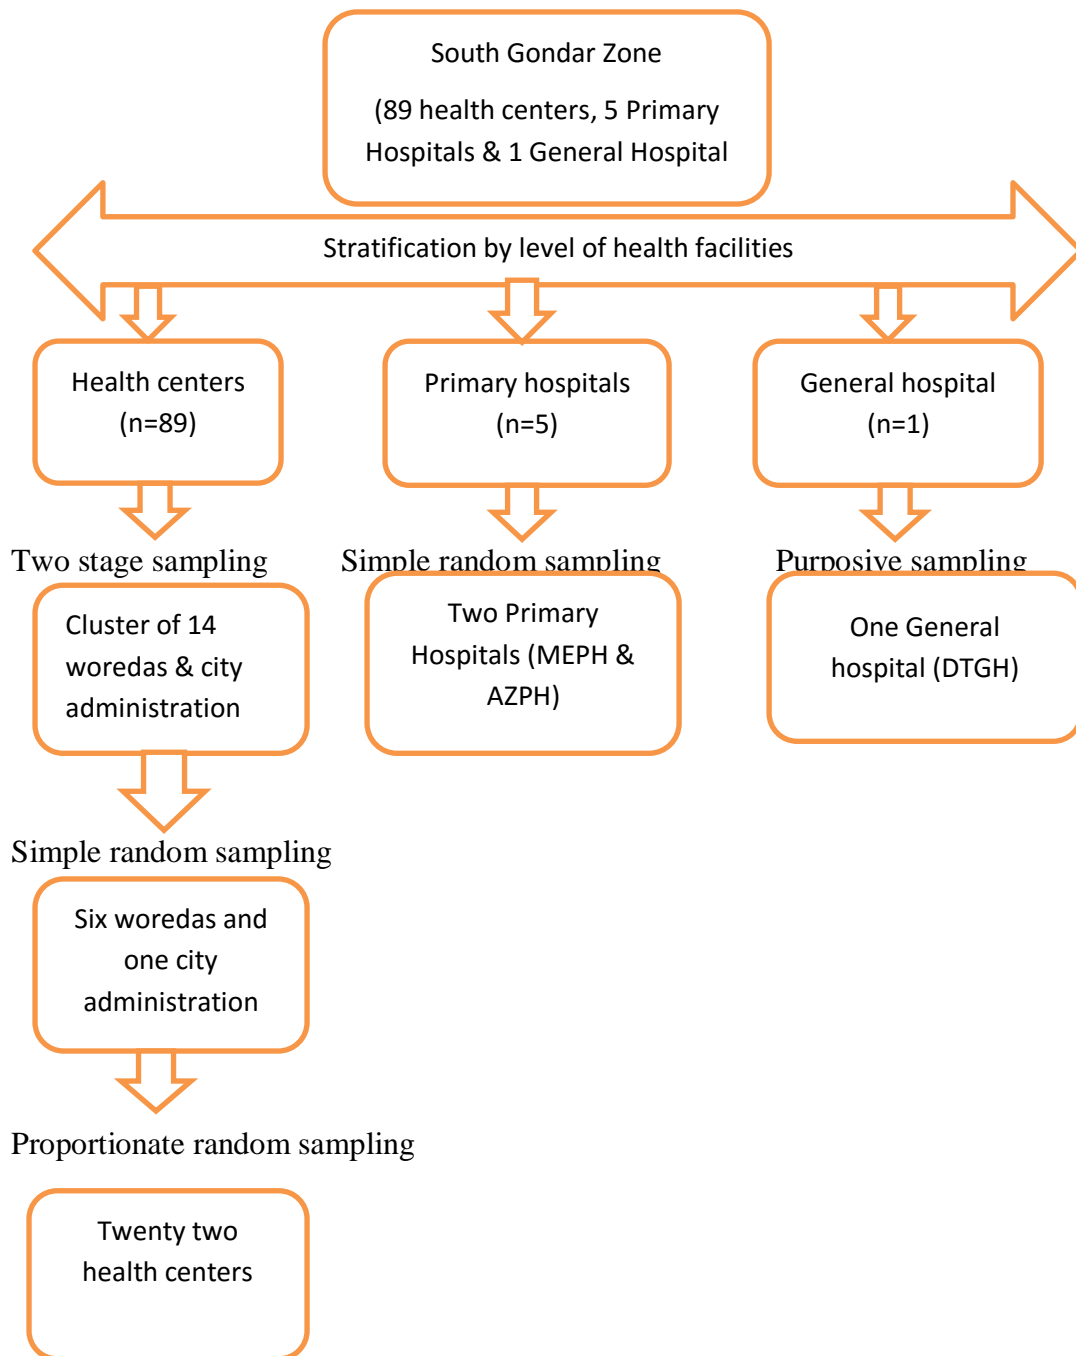 South Gondar Zone
(89 health centers, 5 Primary
Hospitals & 1 General Hospital
Stratification by level of health facilities
Health centers
(n=89)
Primary hospitals
(n=5)
General hospital
(n=1)
Two stage sampling
Simple random sampling
Purposive sampling
Cluster of 14
woredas & city
administration
Two Primary
Hospitals (MEPH &
AZPH)
One General
hospital (DTGH)
Simple random sampling
Six woredas and
one city
administration
Proportionate random sampling
Twenty two
health centers